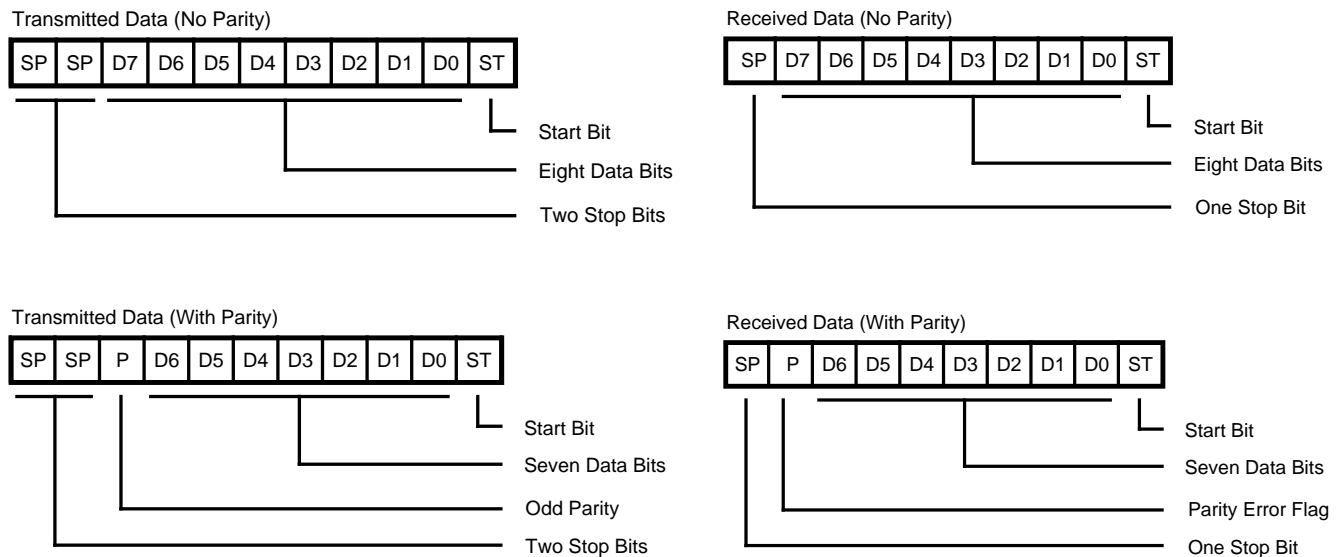 Transmitted Data (No Parity)
SP SP D7 D6 D5 D4 D3 D2 D1 D0 ST
Start Bit
Eight Data Bits
Two Stop Bits
Received Data (No Parity)
SP D7 D6 D5 D4 D3 D2 D1 D0 ST
Start Bit
Eight Data Bits
One Stop Bit
Transmitted Data (With Parity)
SP SP P D6 D5 D4 D3 D2 D1 D0 ST
Start Bit
Seven Data Bits
Odd Parity
Two Stop Bits
Received Data (With Parity)
SP P D6 D5 D4 D3 D2 D1 D0 ST
Start Bit
Seven Data Bits
Parity Error Flag
One Stop Bit